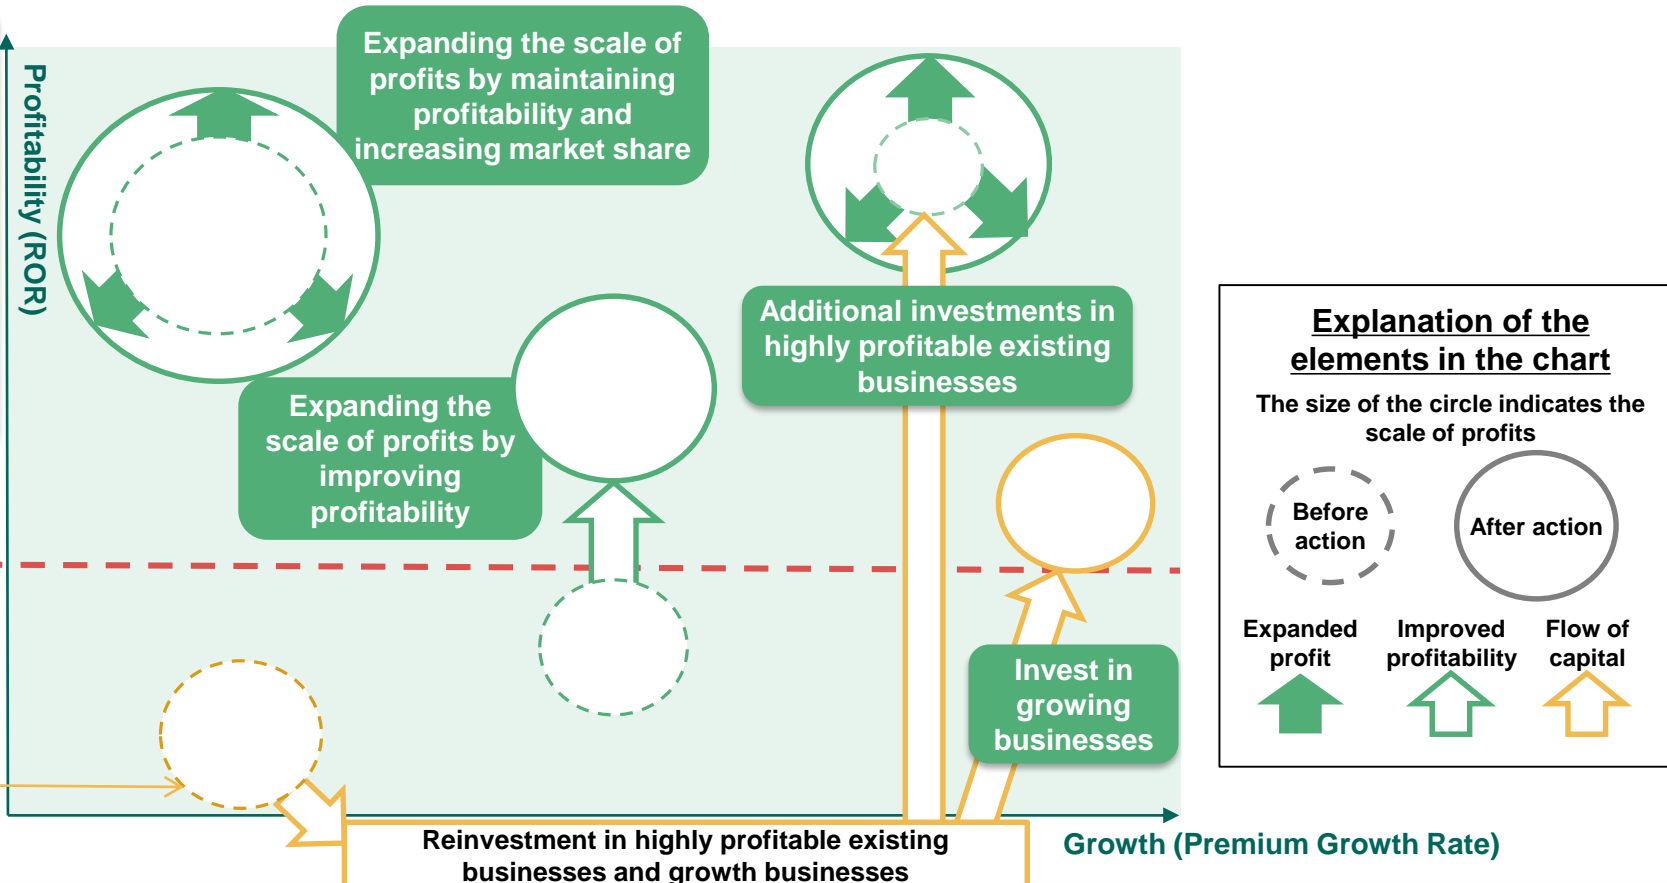 Profitability (ROR)
Expanding the scale of
profits by maintaining
profitability and
increasing market share
Expanding the
scale of profits by
improving
profitability
Additional investments in
highly profitable existing
businesses
Invest in
growing
businesses
Reinvestment in highly profitable existing
businesses and growth businesses
Growth (Premium Growth Rate)
Explanation of the
elements in the chart
The size of the circle indicates the
scale of profits
Before
action
After action
Expanded
profit
Improved
profitability
Flow of
capital